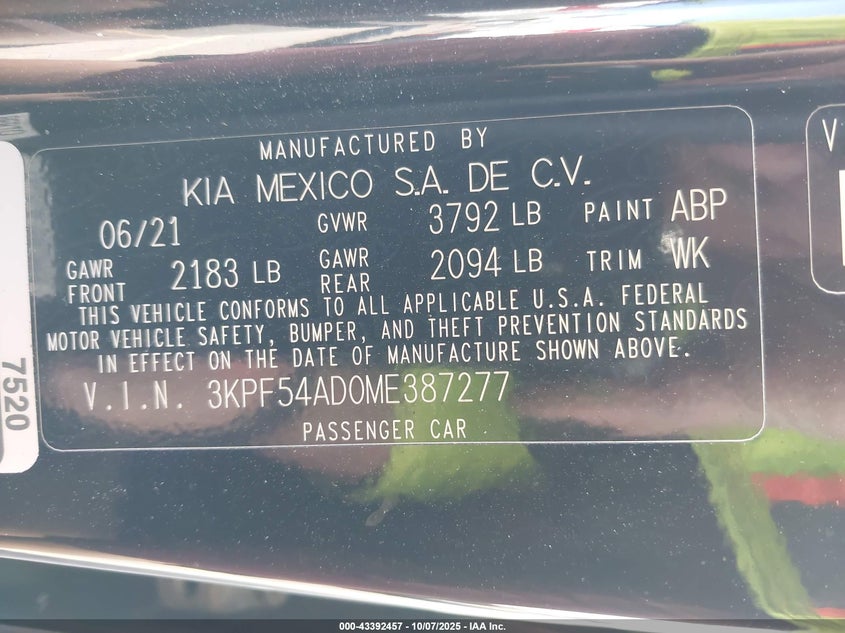 MANUFACTURED BY
KIA MEXICO S.A. DE C.V.
06/21 GVWR 3792 LB PAINT ABP
GAWR FRONT 2183 LB GAWR REAR 2094 LB TRIM WK
THIS VEHICLE CONFORMS TO ALL APPLICABLE U.S.A. FEDERAL
MOTOR VEHICLE SAFETY, BUMPER, AND THEFT PREVENTION STANDARDS
IN EFFECT ON THE DATE OF MANUFACTURE SHOWN ABOVE.
V.I.N. 3KPF54AD0ME387277
PASSENGER CAR
7520
V
000-43392457 - 10/07/2025 - IAA Inc.